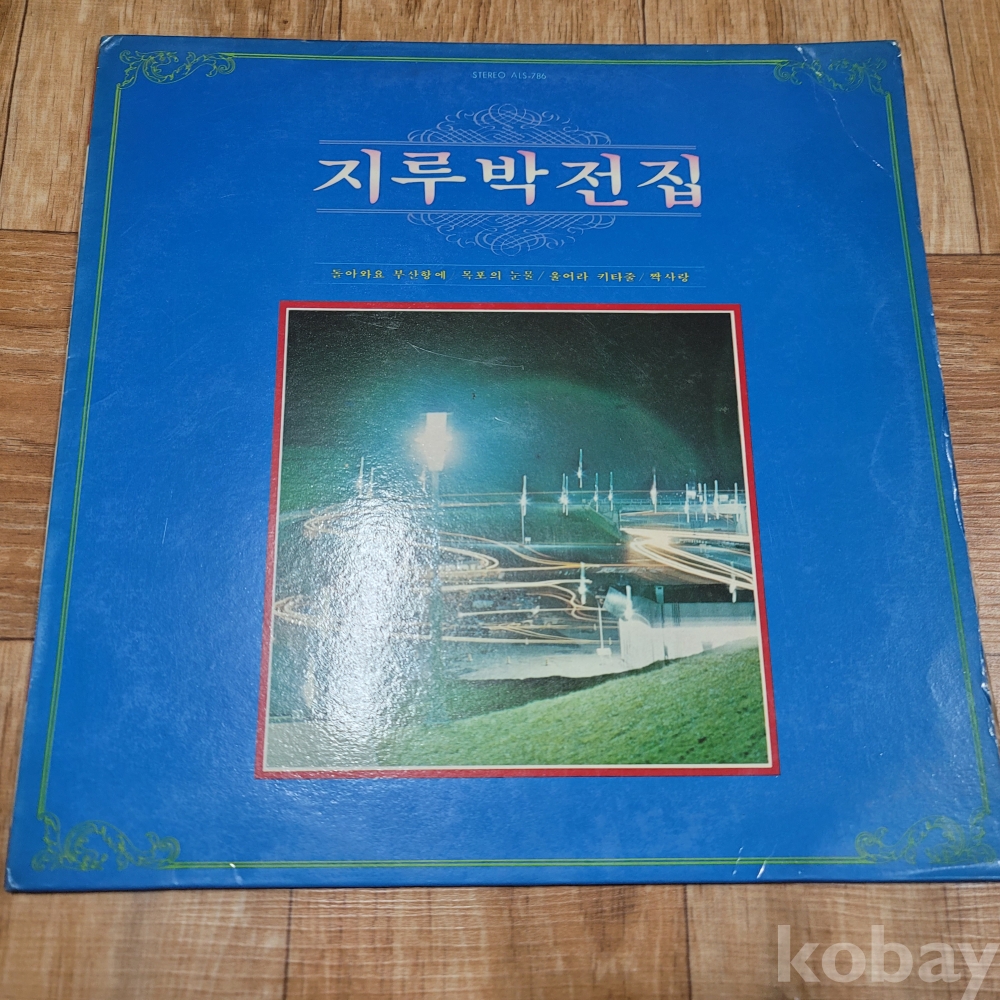 STEREO ALS-786
지루박전집
돌아와요 부산항에 / 목포의 눈물 / 울어라 키타줄 / 짝사랑
kobay